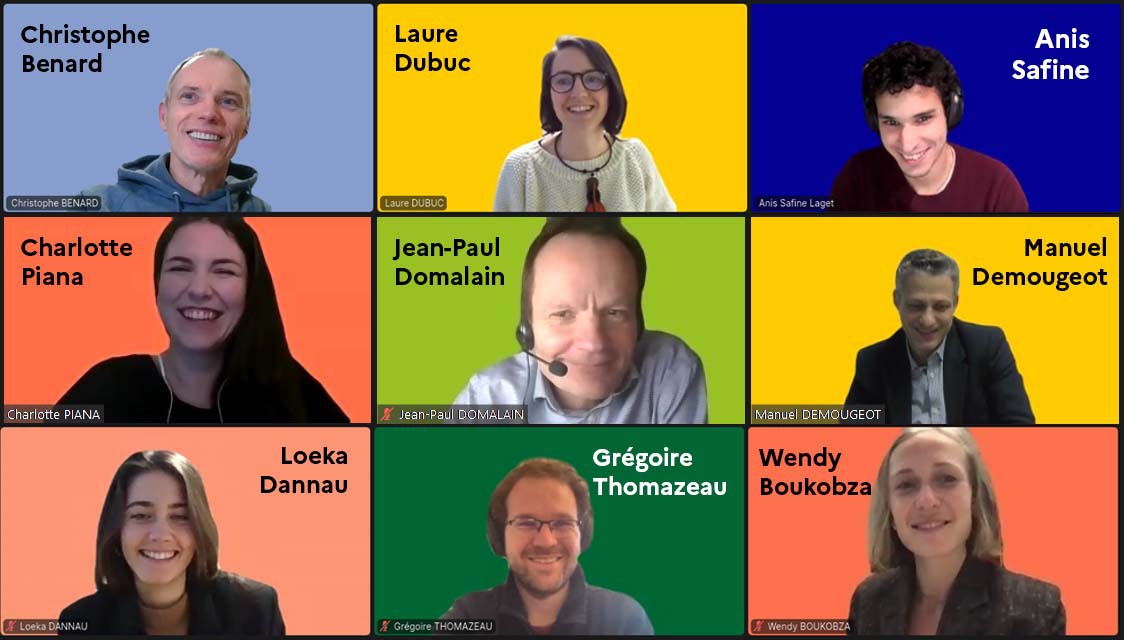 Christophe
Benard
Christophe BENARD
Laure
Dubuc
Laure DUBUC
Anis
Safine
Anis Safine Laget
Charlotte
Piana
Charlotte PIANA
Jean-Paul
Domalain
Jean-Paul DOMALAIN
Manuel
Demougeot
Manuel DEMOUGEOT
Loeka
Dannau
Loeka DANNAU
Grégoire
Thomazeau
Grégoire THOMAZEAU
Wendy
Boukobza
Wendy BOUKOBZA